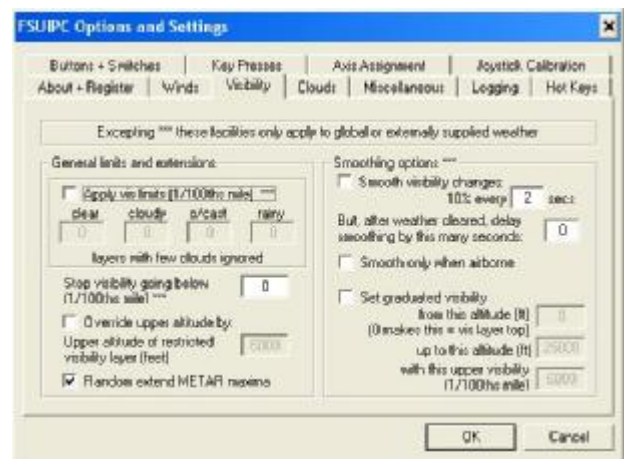 FSUIPC Options and Settings
Buttons + Switches Key Presses Axis Assignment Joystick Calibration
About + Register Winds Visibility Clouds Miscellaneous Logging Hot Keys
Excepting *** these facilities only apply to global or externally supplied weather
General limits and extensions
Apply vis limits (1/100ths mile) ***
clear cloudy o/cast rainy
0 0 0 0
layers with few clouds ignored
Stop visibility going below 0
(1/100ths mile) ***
Override upper altitude by:
Upper altitude of restricted 6000
visibility layer (feet)
Random extend METAR maxima
Smoothing options ***
Smooth visibility changes:
10% every 2 secs
But, after weather cleared, delay
smoothing by this many seconds: 0
Smooth only when airborne
Set graduated visibility
from this altitude (ft) 0
(0 makes this = vis layer top)
up to this altitude (ft) 25000
with this upper visibility 6000
(1/100ths mile)
OK Cancel